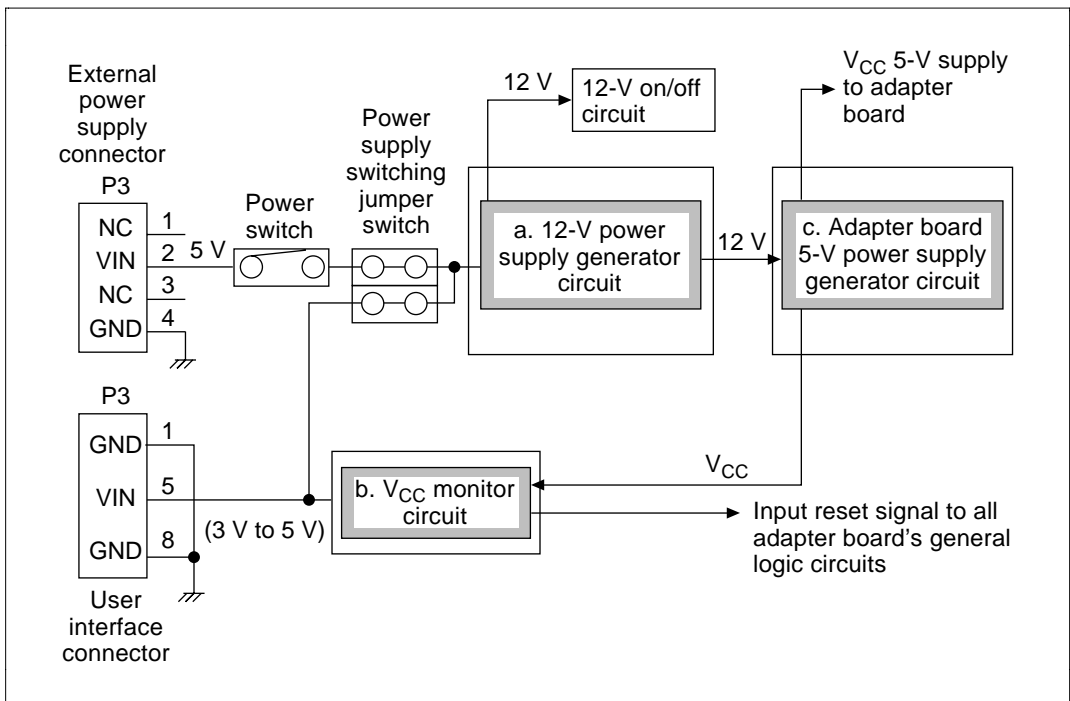 External
power
supply
connector
P3
NC 1
VIN 2
NC 3
GND 4
5 V
Power
switch
Power
supply
switching
jumper
switch
12 V
12-V on/off
circuit
a. 12-V power
supply generator
circuit
12 V
V_CC 5-V supply
to adapter
board
c. Adapter board
5-V power supply
generator circuit
P3
GND 1
VIN 5
GND 8
User
interface
connector
(3 V to 5 V)
b. V_CC monitor
circuit
V_CC
Input reset signal to all
adapter board's general
logic circuits